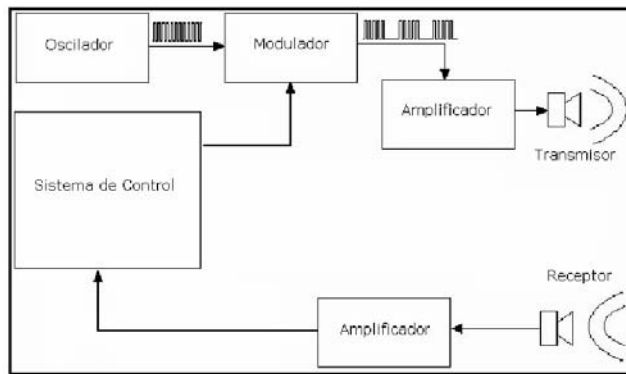 Oscilador
Modulador
Amplificador
Transmisor
Sistema de Control
Receptor
Amplificador